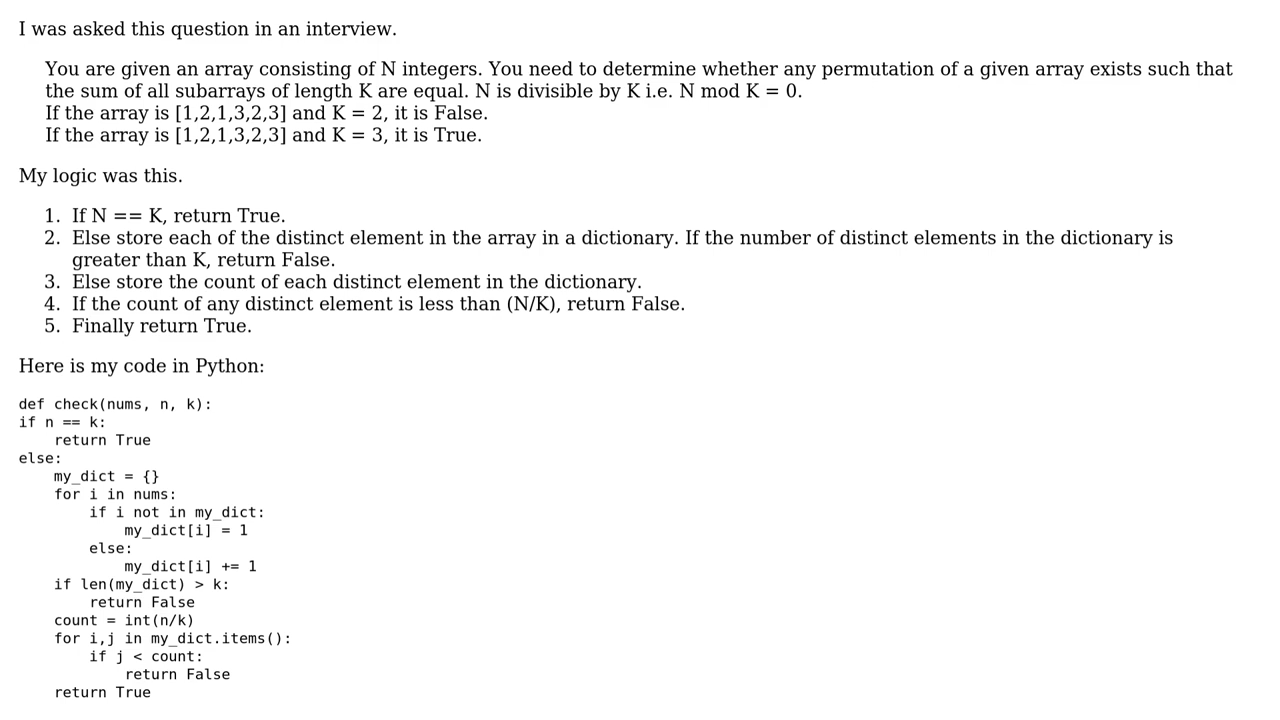 I was asked this question in an interview.
You are given an array consisting of N integers. You need to determine whether any permutation of a given array exists such that
the sum of all subarrays of length K are equal. N is divisible by K i.e. N mod K = 0.
If the array is [1,2,1,3,2,3] and K = 2, it is False.
If the array is [1,2,1,3,2,3] and K = 3, it is True.
My logic was this.
1. If N == K, return True.
2. Else store each of the distinct element in the array in a dictionary. If the number of distinct elements in the dictionary is
greater than K, return False.
3. Else store the count of each distinct element in the dictionary.
4. If the count of any distinct element is less than (N/K), return False.
5. Finally return True.
Here is my code in Python:
def check(nums, n, k):
if n == k:
    return True
else:
    my_dict = {}
    for i in nums:
        if i not in my_dict:
            my_dict[i] = 1
        else:
            my_dict[i] += 1
    if len(my_dict) > k:
        return False
    count = int(n/k)
    for i,j in my_dict.items():
        if j < count:
            return False
    return True